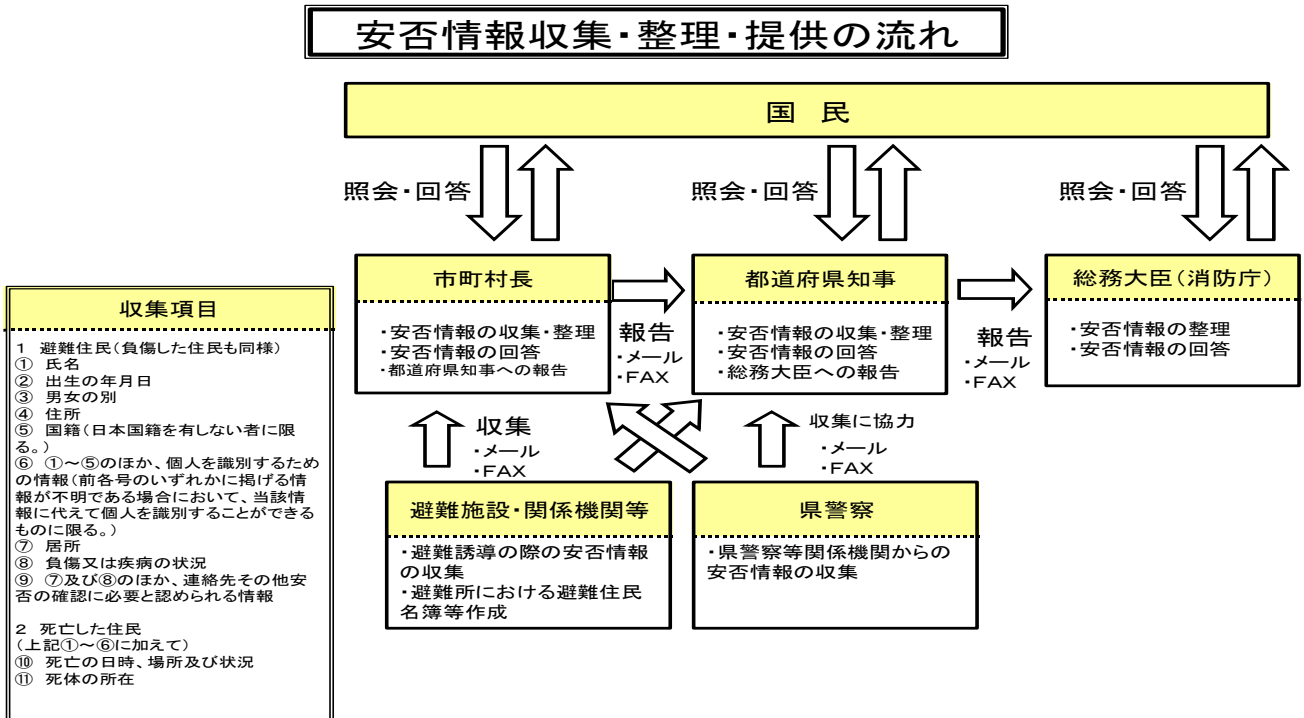 安否情報収集・整理・提供の流れ
国　民
照会・回答
照会・回答
照会・回答
市町村長
・安否情報の収集・整理
・安否情報の回答
・都道府県知事への報告
報告
・メール
・FAX
都道府県知事
・安否情報の収集・整理
・安否情報の回答
・総務大臣への報告
報告
・メール
・FAX
総務大臣（消防庁）
・安否情報の整理
・安否情報の回答
収集項目
1　避難住民（負傷した住民も同様）
①　氏名
②　出生の年月日
③　男女の別
④　住所
⑤　国籍（日本国籍を有しない者に限
る。）
⑥　①～⑤のほか、個人を識別するため
の情報（前各号のいずれかに掲げる情
報が不明である場合において、当該情
報に代えて個人を識別することができる
ものに限る。）
⑦　居所
⑧　負傷又は疾病の状況
⑨　⑦及び⑧のほか、連絡先その他安
否の確認に必要と認められる情報
2　死亡した住民
（上記①～⑥に加えて）
⑩　死亡の日時、場所及び状況
⑪　死体の所在
収集
・メール
・FAX
収集に協力
・メール
・FAX
避難施設・関係機関等
・避難誘導の際の安否情報
の収集
・避難所における避難住民
名簿等作成
県警察
・県警察等関係機関からの
安否情報の収集